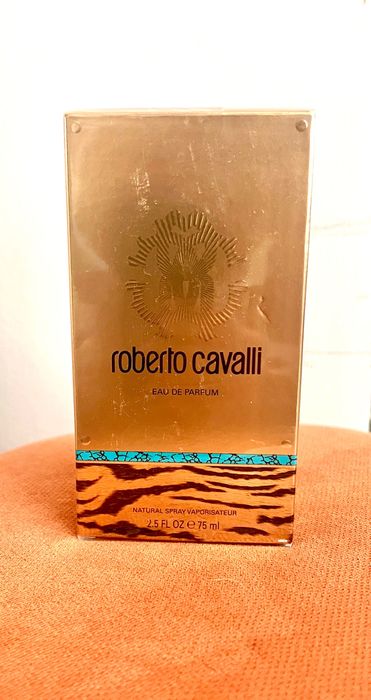 roberto cavalli
EAU DE PARFUM
NATURAL SPRAY VAPORISATEUR
2.5 FL OZ ℮ 75 ml